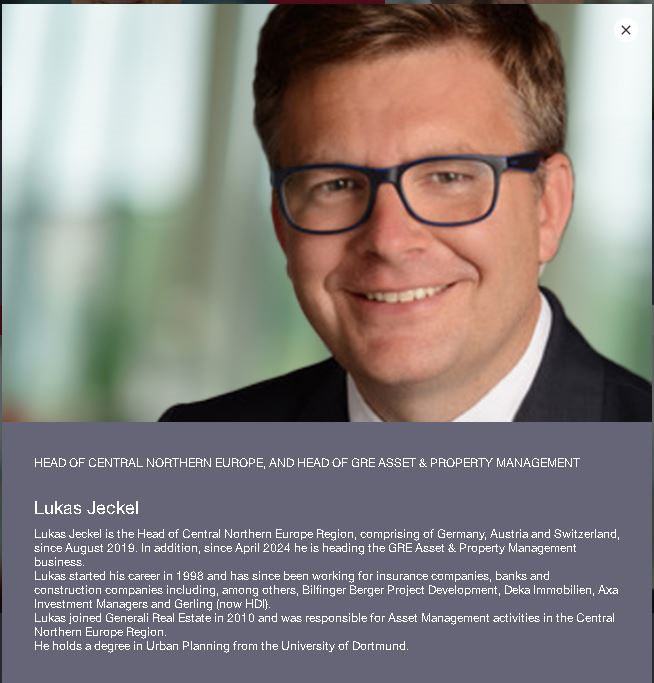 HEAD OF CENTRAL NORTHERN EUROPE, AND HEAD OF GRE ASSET & PROPERTY MANAGEMENT
Lukas Jeckel
Lukas Jeckel is the Head of Central Northern Europe Region, comprising of Germany, Austria and Switzerland,
since August 2019. In addition, since April 2024 he is heading the GRE Asset & Property Management
business.
Lukas started his career in 1998 and has since been working for insurance companies, banks and
construction companies including, among others, Bilfinger Berger Project Development, Deka Immobilien, Axa
Investment Managers and Gerling (now HDI).
Lukas joined Generali Real Estate in 2010 and was responsible for Asset Management activities in the Central
Northern Europe Region.
He holds a degree in Urban Planning from the University of Dortmund.